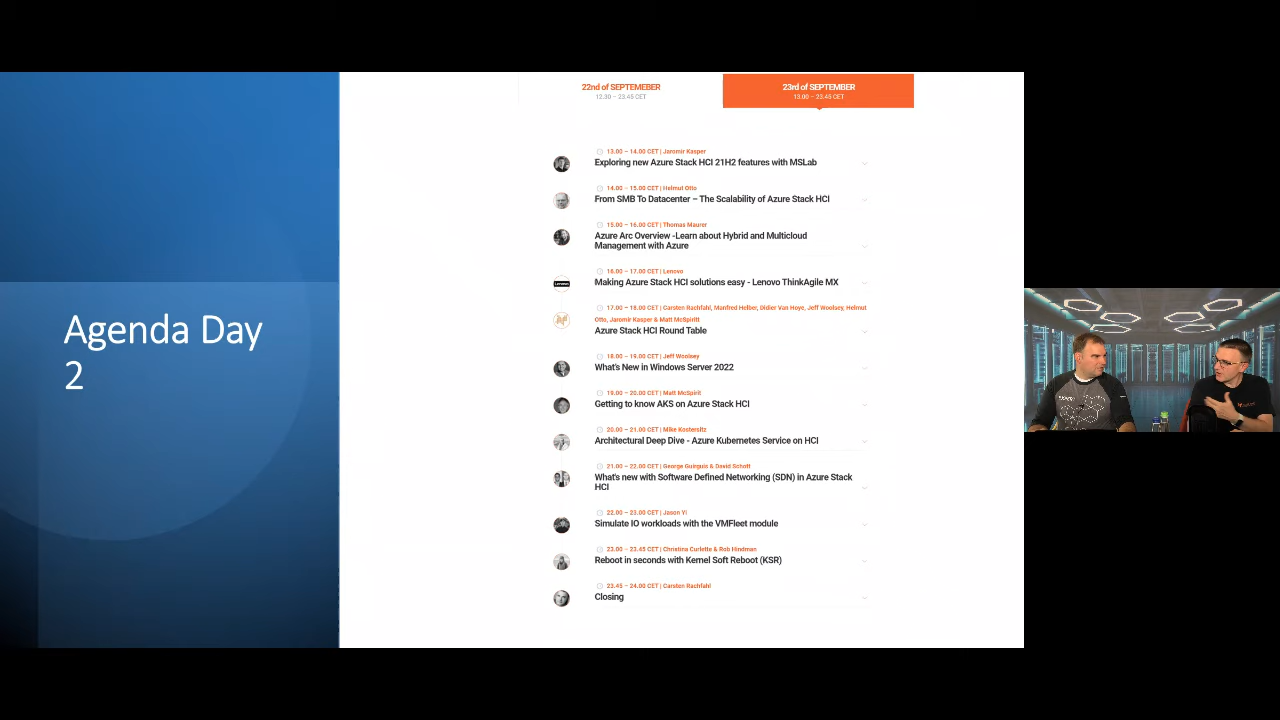 Agenda Day
2
22nd of SEPTEMEBER
12.30 – 23.45 CET
23rd of SEPTEMBER
13.00 – 23.45 CET
13.00 – 14.00 CET | Jaromir Kasper
Exploring new Azure Stack HCI 21H2 features with MSLab
14.00 – 15.00 CET | Helmut Otto
From SMB To Datacenter – The Scalability of Azure Stack HCI
15.00 – 16.00 CET | Thomas Maurer
Azure Arc Overview -Learn about Hybrid and Multicloud
Management with Azure
16.00 – 17.00 CET | Lenovo
Lenovo
Making Azure Stack HCI solutions easy - Lenovo ThinkAgile MX
17.00 – 18.00 CET | Carsten Rachfahl, Manfred Helber, Didier Van Hoye, Jeff Woolsey, Helmut
Otto, Jaromir Kasper & Matt McSpiritt
Azure Stack HCI Round Table
18.00 – 19.00 CET | Jeff Woolsey
What's New in Windows Server 2022
19.00 – 20.00 CET | Matt McSpirit
Getting to know AKS on Azure Stack HCI
20.00 – 21.00 CET | Mike Kostersitz
Architectural Deep Dive - Azure Kubernetes Service on HCI
21.00 – 22.00 CET | George Guirguis & David Schott
What's new with Software Defined Networking (SDN) in Azure Stack
HCI
22.00 – 23.00 CET | Jason Yi
Simulate IO workloads with the VMFleet module
23.00 – 23.45 CET | Christina Curlette & Rob Hindman
Reboot in seconds with Kernel Soft Reboot (KSR)
23.45 – 24.00 CET | Carsten Rachfahl
Closing